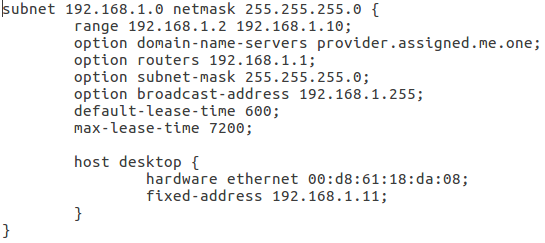 subnet 192.168.1.0 netmask 255.255.255.0 {
range 192.168.1.2 192.168.1.10;
option domain-name-servers provider.assigned.me.one;
option routers 192.168.1.1;
option subnet-mask 255.255.255.0;
option broadcast-address 192.168.1.255;
default-lease-time 600;
max-lease-time 7200;
host desktop {
hardware ethernet 00:d8:61:18:da:08;
fixed-address 192.168.1.11;
}
}